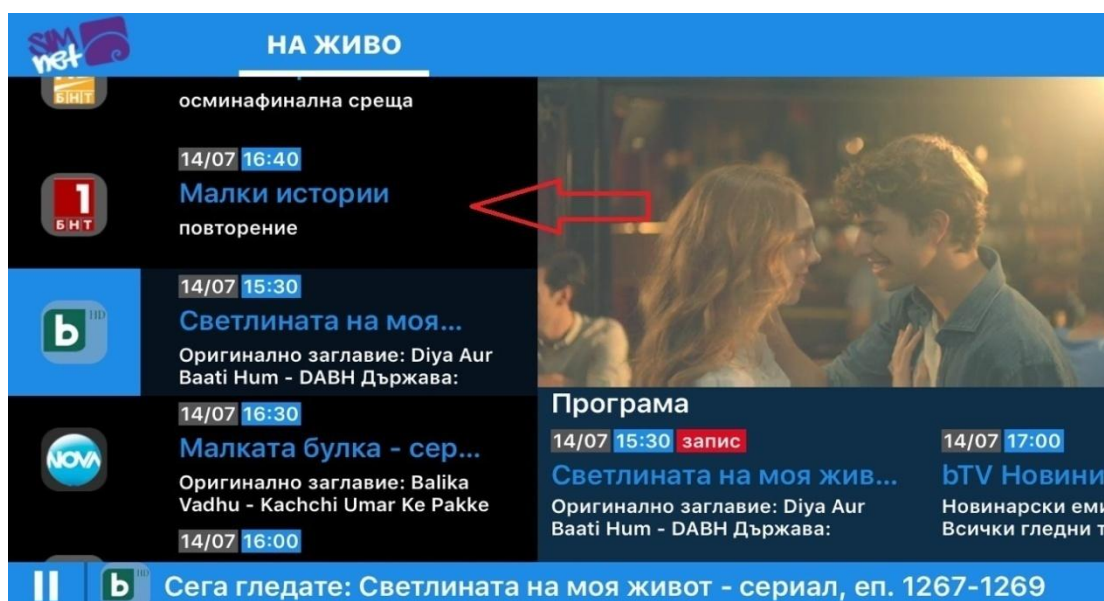 SIM
net
НА ЖИВО
БНТ
осминафинална среща
14/07 16:40
1
БНТ
Малки истории
повторение
14/07 15:30
b HD
Светлината на моя...
Оригинално заглавие: Diya Aur
Baati Hum - DABH Държава:
14/07 16:30
NOVA
Малката булка - сер...
Оригинално заглавие: Balika
Vadhu - Kachchi Umar Ke Pakke
14/07 16:00
Програма
14/07 15:30 запис
Светлината на моя жив...
Оригинално заглавие: Diya Aur
Baati Hum - DABH Държава:
14/07 17:00
bTV Новини
Новинарски еми
Всички гледни т
b HD
Сега гледате: Светлината на моя живот - сериал, еп. 1267-1269